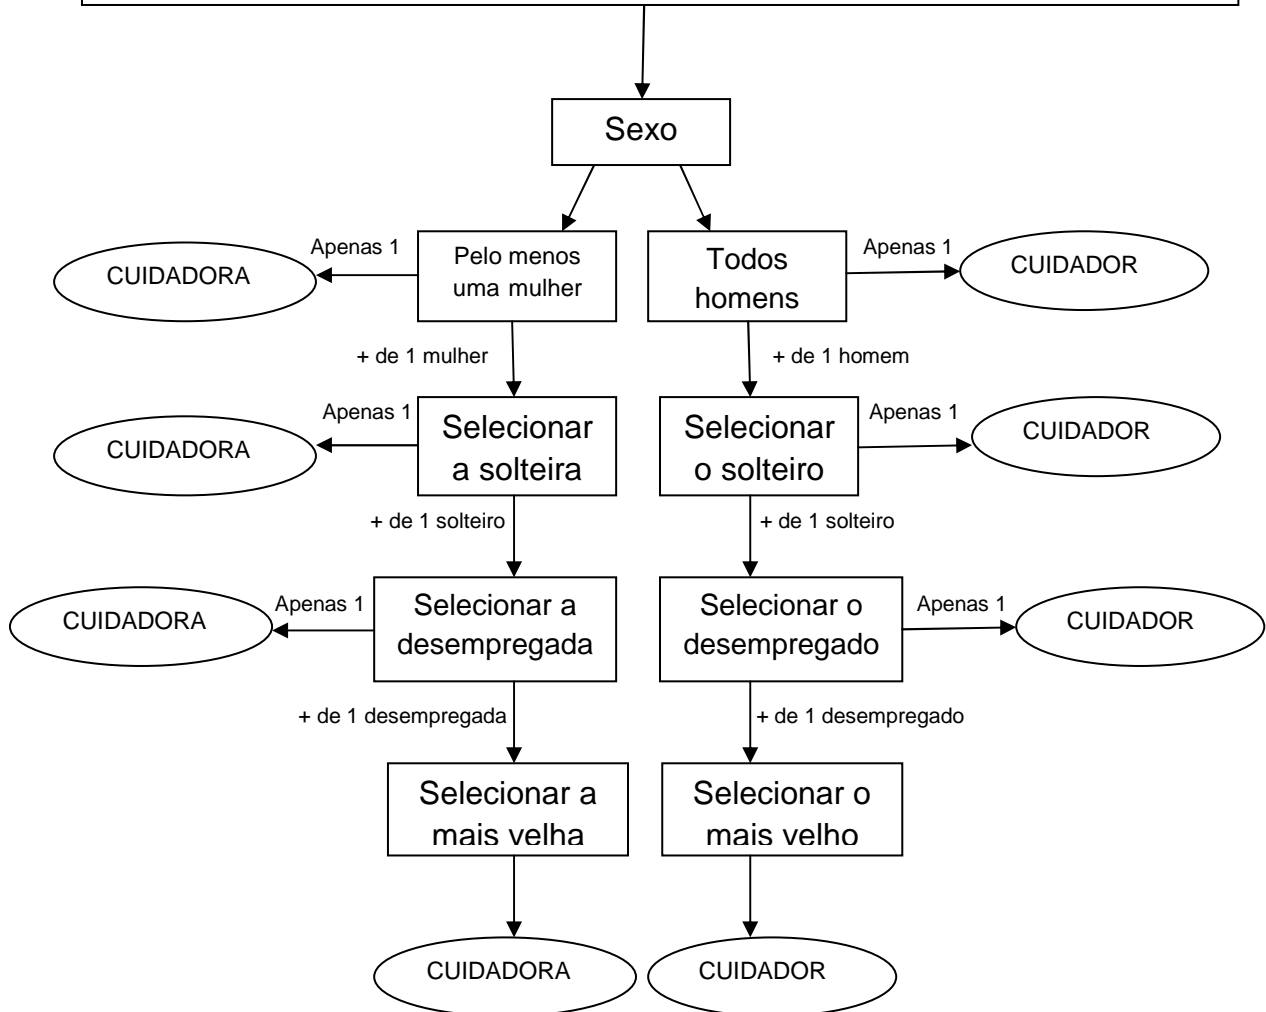 Sexo
Apenas 1
CUIDADORA
Pelo menos
uma mulher
Todos
homens
Apenas 1
CUIDADOR
+ de 1 mulher
+ de 1 homem
Apenas 1
CUIDADORA
Selecionar
a solteira
Selecionar
o solteiro
Apenas 1
CUIDADOR
+ de 1 solteiro
+ de 1 solteiro
Apenas 1
CUIDADORA
Selecionar a
desempregada
Selecionar o
desempregado
Apenas 1
CUIDADOR
+ de 1 desempregada
+ de 1 desempregado
Selecionar a
mais velha
Selecionar o
mais velho
CUIDADORA
CUIDADOR